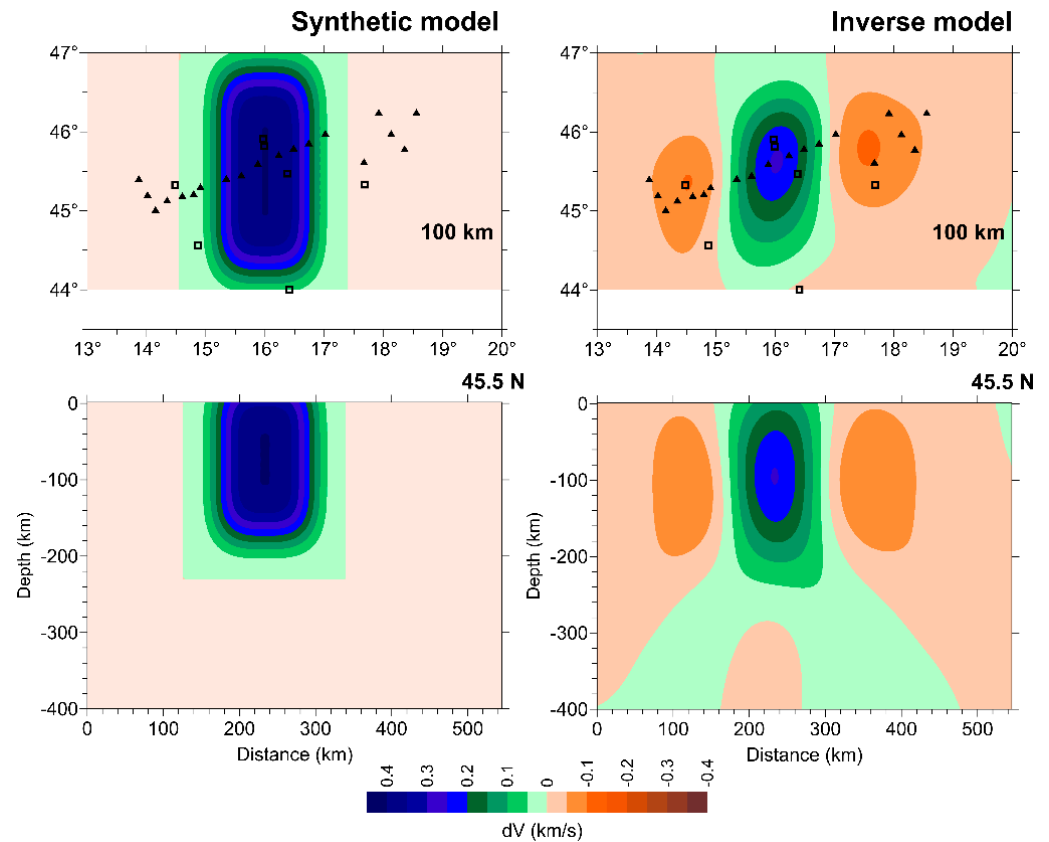 Synthetic model
Inverse model
47°
46°
45°
44°
100 km
13° 14° 15° 16° 17° 18° 19° 20°
47°
46°
45°
44°
100 km
13° 14° 15° 16° 17° 18° 19° 20°
45.5 N
0
-100
-200
-300
-400
Depth (km)
0 100 200 300 400 500
Distance (km)
45.5 N
0
-100
-200
-300
-400
Depth (km)
0 100 200 300 400 500
Distance (km)
0.4 0.3 0.2 0.1 0 -0.1 -0.2 -0.3 -0.4
dV (km/s)